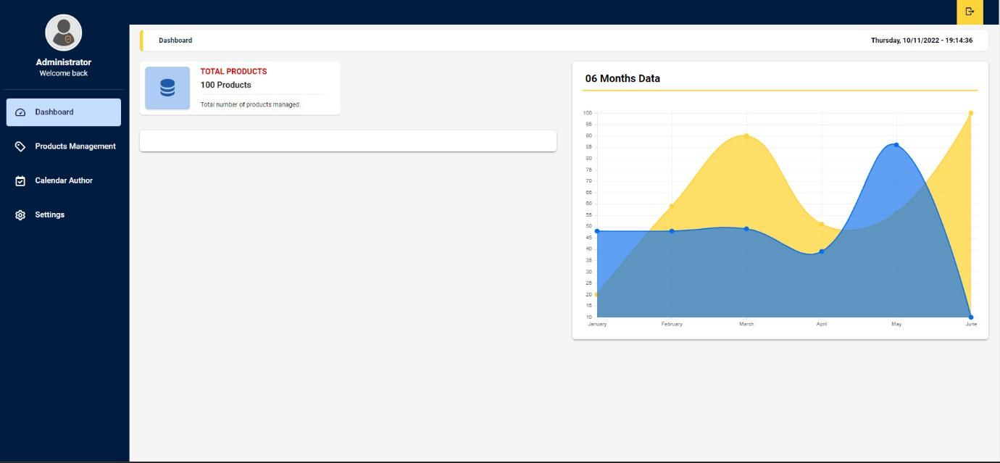 Administrator
Welcome back
Dashboard
Products Management
Calendar Author
Settings
Dashboard
Thursday, 10/11/2022 - 19:14:36
TOTAL PRODUCTS
100 Products
Total number of products managed.
06 Months Data
100
95
90
85
80
75
70
65
60
55
50
45
40
35
30
25
20
15
10
January February March April May June